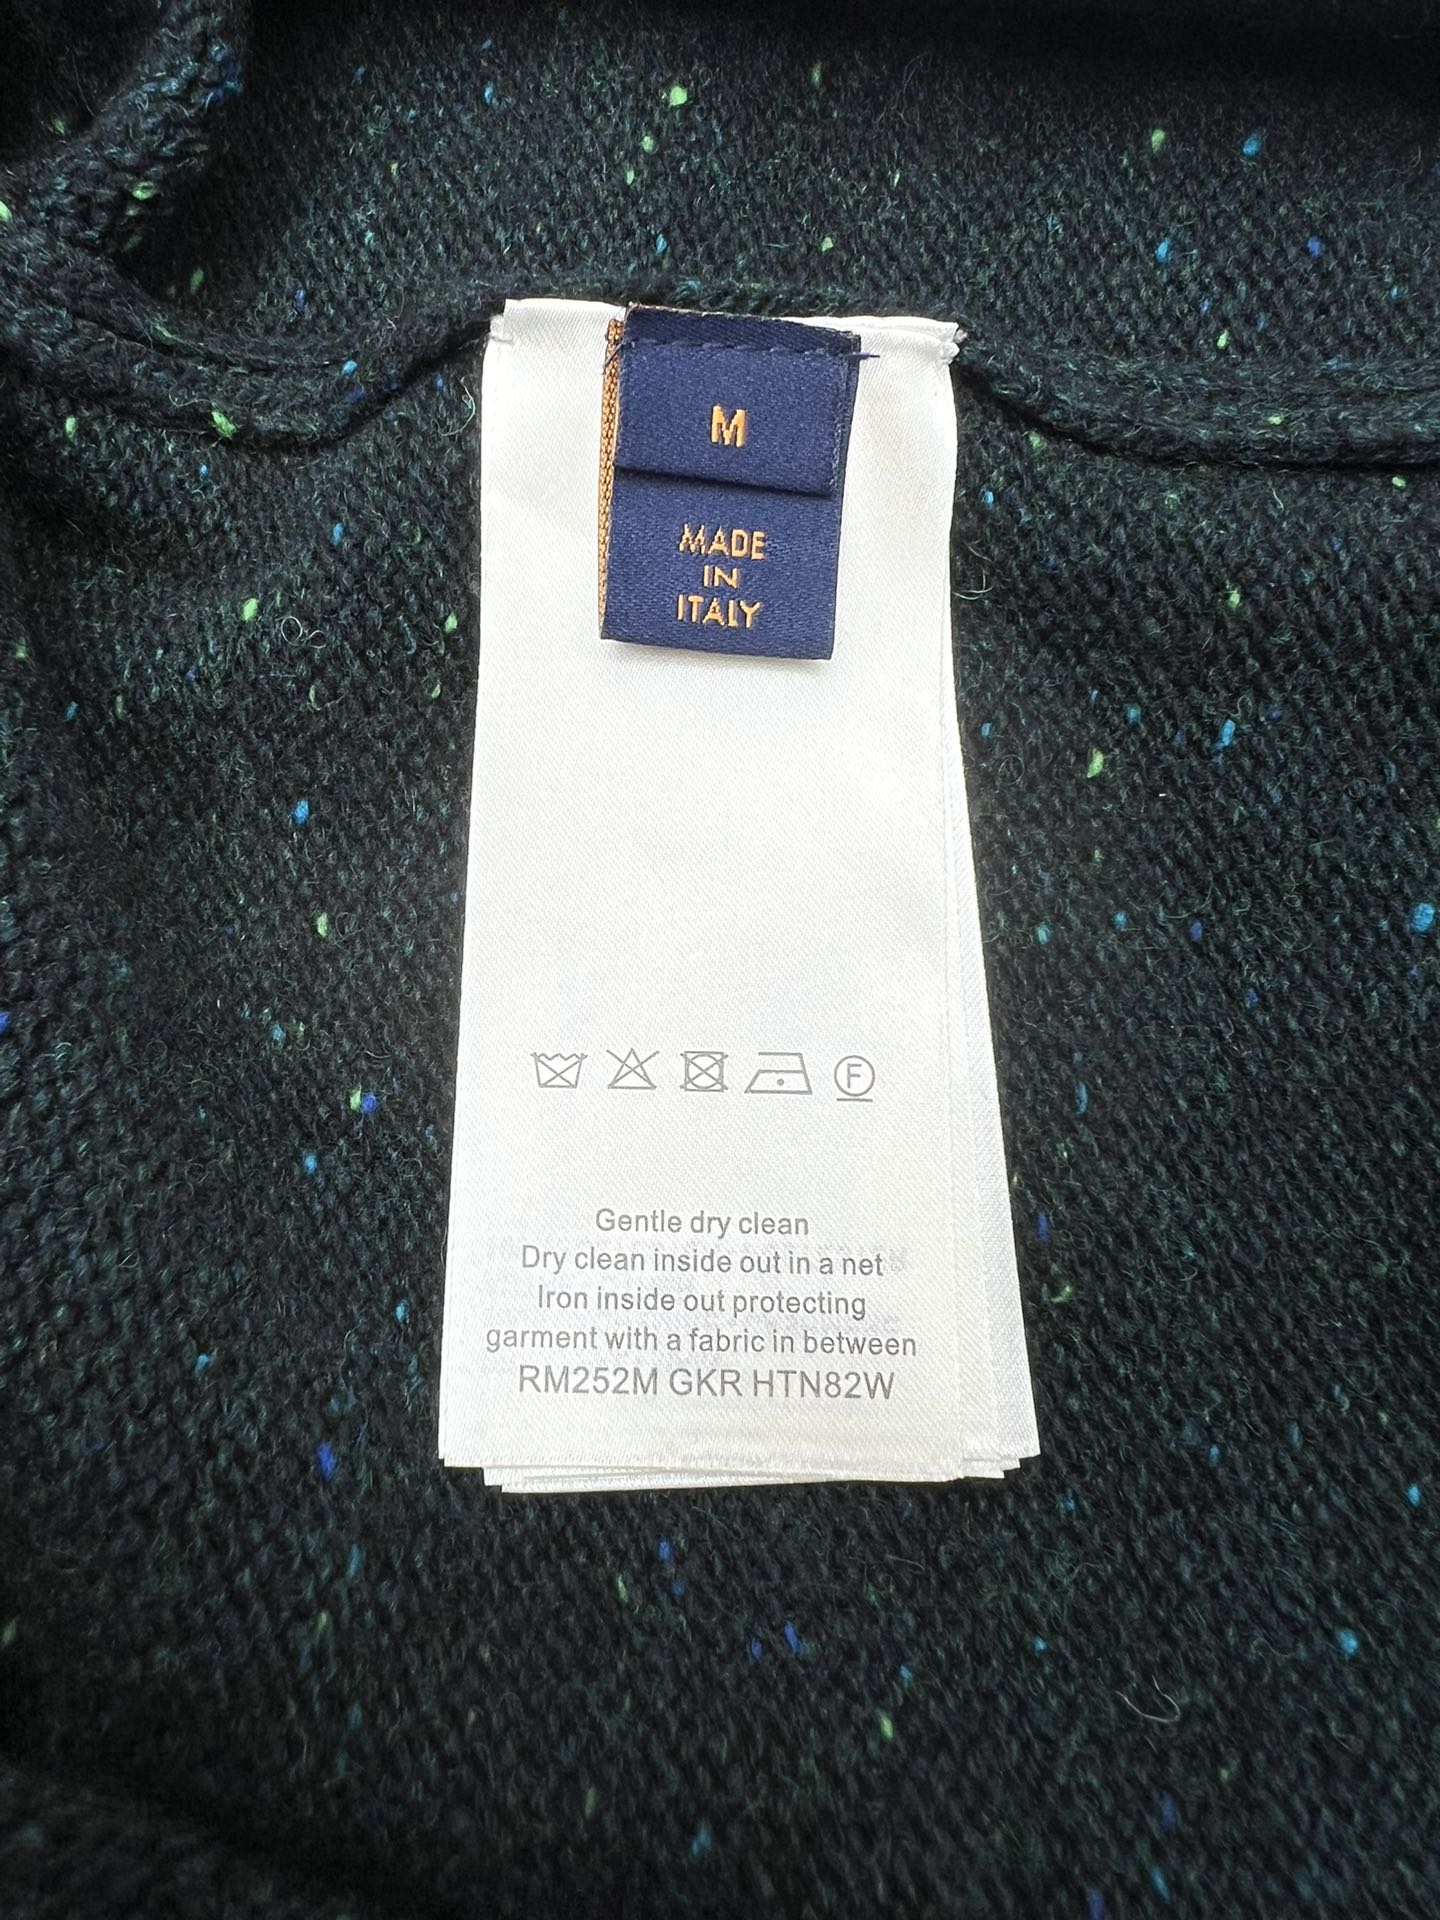 M
MADE
IN
ITALY
F
Gentle dry clean
Dry clean inside out in a net
Iron inside out protecting
garment with a fabric in between
RM252M GKR HTN82W